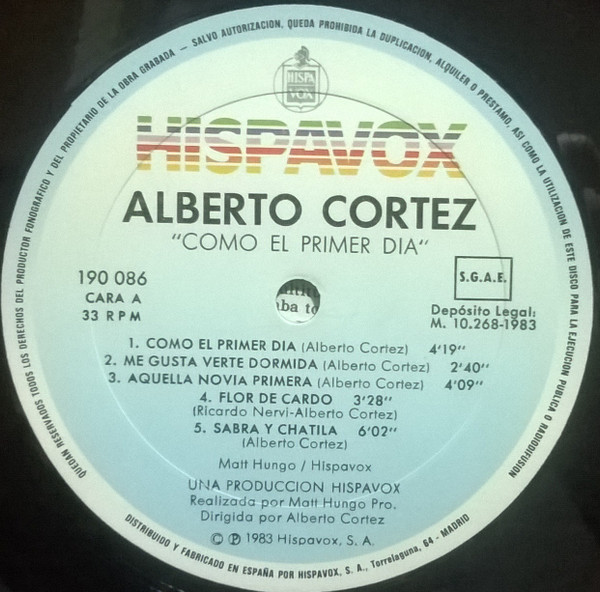 QUEDAN RESERVADOS TODOS LOS DERECHOS DEL PRODUCTOR FONOGRAFICO Y DEL PROPIETARIO DE LA OBRA GRABADA — SALVO AUTORIZACION, QUEDA PROHIBIDA LA DUPLICACION, ALQUILER O PRESTAMO, ASI COMO LA UTILIZACION DE ESTE DISCO PARA LA EJECUCION PUBLICA O RADIODIFUSION
HISPA
VOX
HISPAVOX
ALBERTO CORTEZ
"COMO EL PRIMER DIA"
190 086
CARA A
33 RPM
S.G.A.E.
Depósito Legal:
M. 10.268-1983
1. COMO EL PRIMER DIA (Alberto Cortez) 4'19"
2. ME GUSTA VERTE DORMIDA (Alberto Cortez) 2'40"
3. AQUELLA NOVIA PRIMERA (Alberto Cortez) 4'09"
4. FLOR DE CARDO 3'28"
(Ricardo Nervi-Alberto Cortez)
5. SABRA Y CHATILA 6'02"
(Alberto Cortez)
Matt Hungo / Hispavox
UNA PRODUCCION HISPAVOX
Realizada por Matt Hungo Pro.
Dirigida por Alberto Cortez
© ℗ 1983 Hispavox, S. A.
DISTRIBUIDO Y FABRICADO EN ESPAÑA POR HISPAVOX, S. A., Torrelaguna, 64 - MADRID